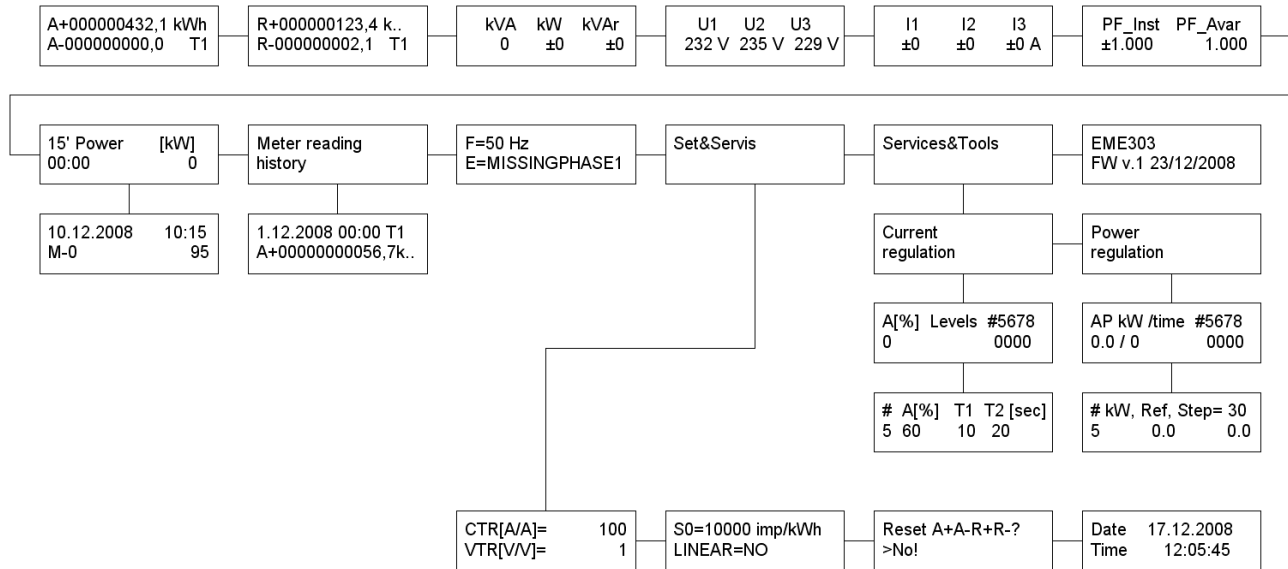 A+000000432,1 kWh
A-000000000,0 T1
R+000000123,4 k..
R-000000002,1 T1
kVA kW kVAr
0 ±0 ±0
U1 U2 U3
232 V 235 V 229 V
I1 I2 I3
±0 ±0 ±0 A
PF_Inst PF_Avar
±1.000 1.000
15' Power [kW]
00:00 0
Meter reading
history
F=50 Hz
E=MISSINGPHASE1
Set&Servis
Services&Tools
EME303
FW v.1 23/12/2008
10.12.2008 10:15
M-0 95
1.12.2008 00:00 T1
A+00000000056,7k..
Current
regulation
Power
regulation
A[%] Levels #5678
0 0000
AP kW /time #5678
0.0 / 0 0000
# A[%] T1 T2 [sec]
5 60 10 20
# kW, Ref, Step= 30
5 0.0 0.0
CTR[A/A]= 100
VTR[V/V]= 1
S0=10000 imp/kWh
LINEAR=NO
Reset A+A-R+R-?
>No!
Date 17.12.2008
Time 12:05:45